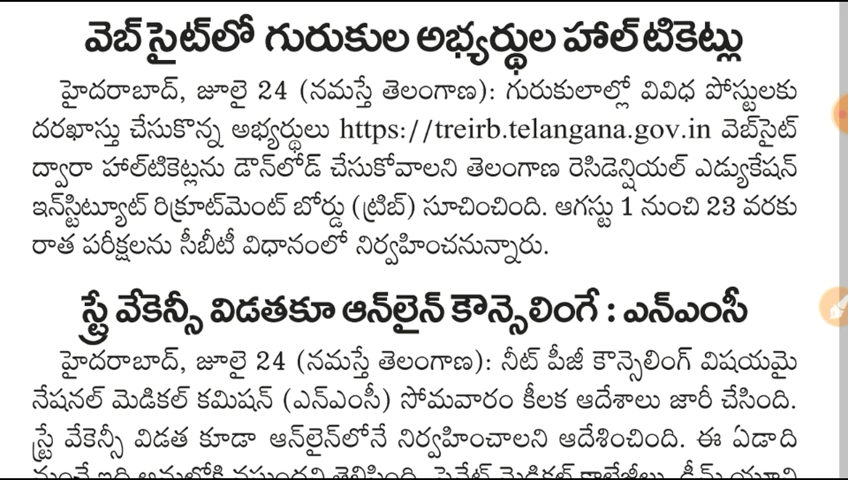 వెబ్‌సైట్‌లో గురుకుల అభ్యర్థుల హాల్‌టికెట్లు
హైదరాబాద్, జూలై 24 (నమస్తే తెలంగాణ): గురుకులాల్లో వివిధ పోస్టులకు
దరఖాస్తు చేసుకొన్న అభ్యర్థులు https://treirb.telangana.gov.in వెబ్‌సైట్
ద్వారా హాల్‌టికెట్లను డౌన్‌లోడ్ చేసుకోవాలని తెలంగాణ రెసిడెన్షియల్ ఎడ్యుకేషన్
ఇన్‌స్టిట్యూట్ రిక్రూట్‌మెంట్ బోర్డు (ట్రిబ్) సూచించింది. ఆగస్టు 1 నుంచి 23 వరకు
రాత పరీక్షలను సీబీటీ విధానంలో నిర్వహించనున్నారు.
స్ట్రే వేకెన్సీ విడతకూ ఆన్‌లైన్ కౌన్సెలింగే : ఎన్‌ఎంసీ
హైదరాబాద్, జూలై 24 (నమస్తే తెలంగాణ): నీట్ పీజీ కౌన్సెలింగ్ విషయమై
నేషనల్ మెడికల్ కమిషన్ (ఎన్‌ఎంసీ) సోమవారం కీలక ఆదేశాలు జారీ చేసింది.
స్ట్రే వేకెన్సీ విడత కూడా ఆన్‌లైన్‌లోనే నిర్వహించాలని ఆదేశించింది. ఈ ఏడాది